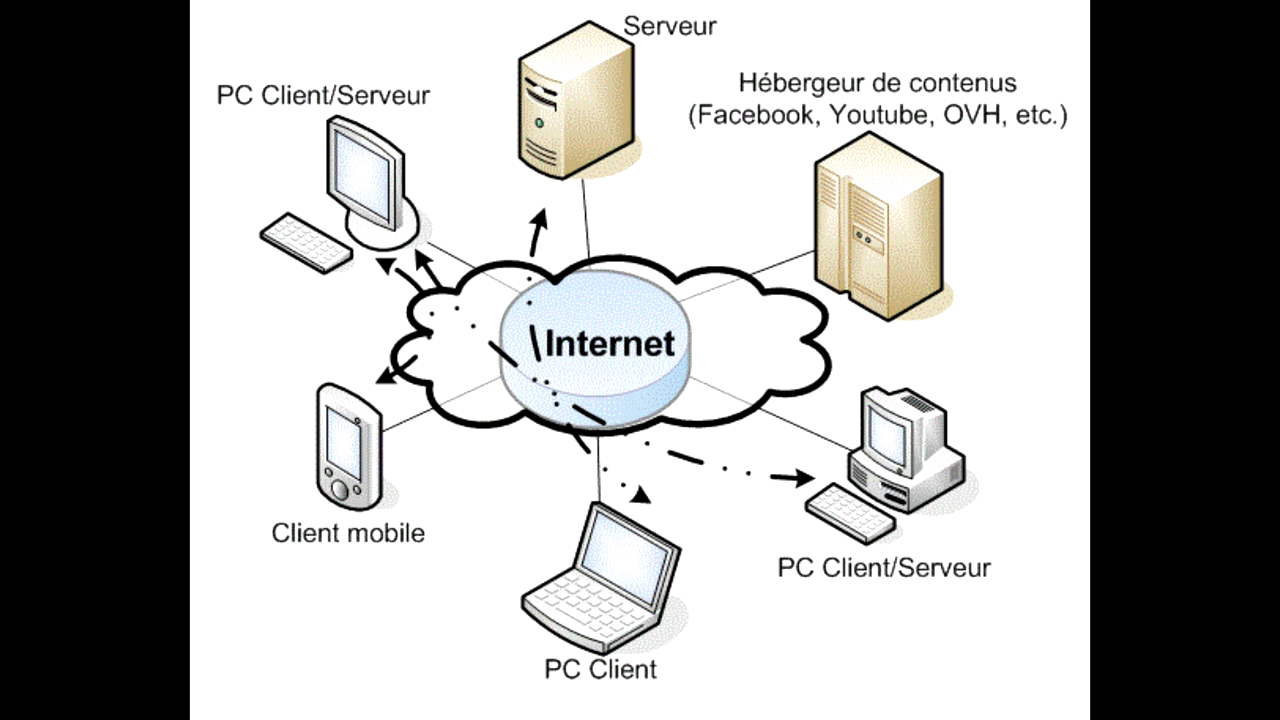 Serveur
Hébergeur de contenus
(Facebook, Youtube, OVH, etc.)
PC Client/Serveur
Internet
Client mobile
PC Client/Serveur
PC Client